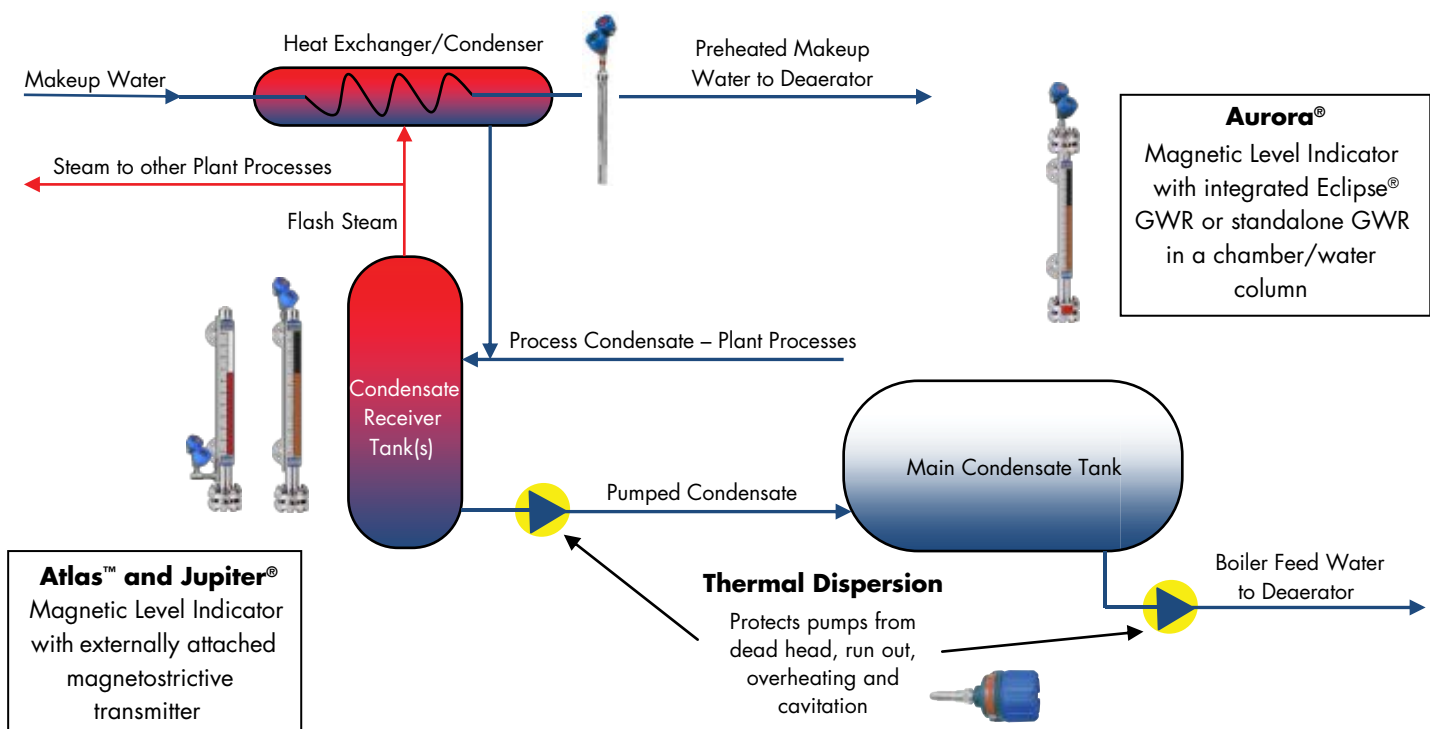 Heat Exchanger/Condenser
Makeup Water
Preheated Makeup
Water to Deaerator
Steam to other Plant Processes
Flash Steam
Aurora®
Magnetic Level Indicator
with integrated Eclipse®
GWR or standalone GWR
in a chamber/water
column
Process Condensate – Plant Processes
Condensate
Receiver
Tank(s)
Main Condensate Tank
Pumped Condensate
Atlas™ and Jupiter®
Magnetic Level Indicator
with externally attached
magnetostrictive
transmitter
Thermal Dispersion
Protects pumps from
dead head, run out,
overheating and
cavitation
Boiler Feed Water
to Deaerator